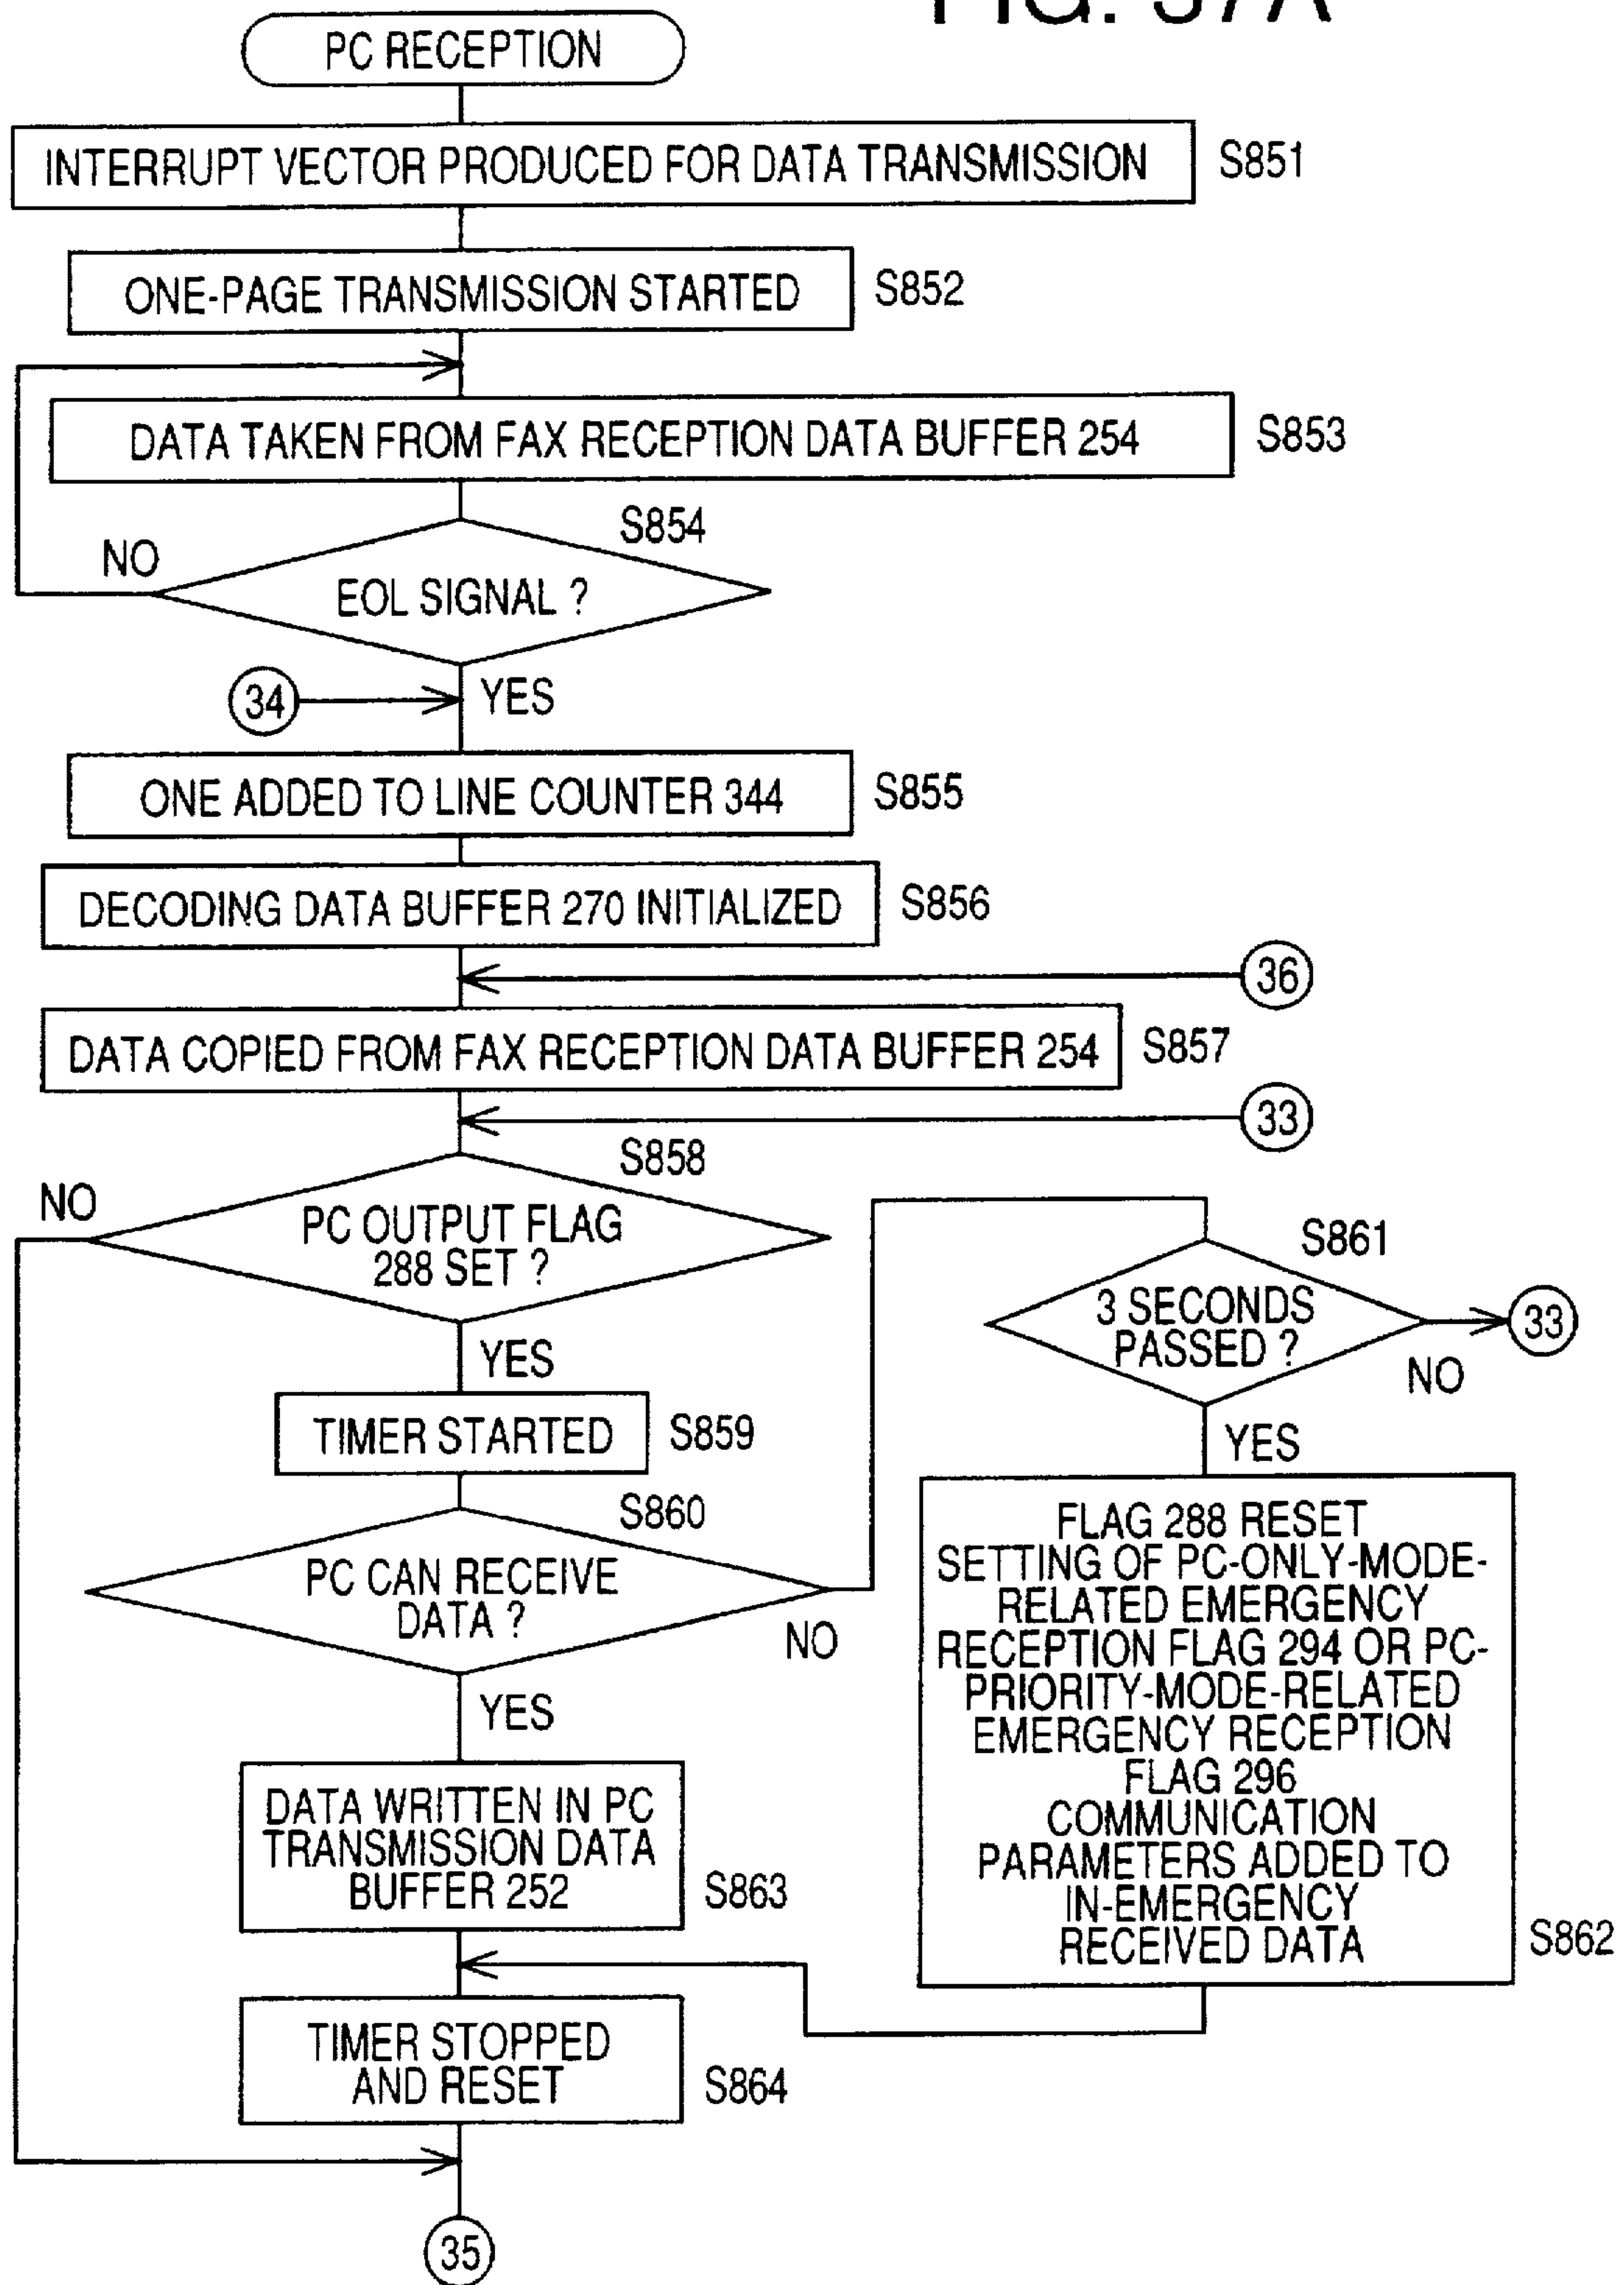 FIG. 37A
PC RECEPTION
INTERRUPT VECTOR PRODUCED FOR DATA TRANSMISSION
S851
ONE-PAGE TRANSMISSION STARTED
S852
DATA TAKEN FROM FAX RECEPTION DATA BUFFER 254
S853
S854
NO
EOL SIGNAL ?
34
YES
ONE ADDED TO LINE COUNTER 344
S855
DECODING DATA BUFFER 270 INITIALIZED
S856
36
DATA COPIED FROM FAX RECEPTION DATA BUFFER 254
S857
33
S858
NO
PC OUTPUT FLAG
288 SET ?
YES
TIMER STARTED
S859
S860
PC CAN RECEIVE
DATA ?
NO
YES
S861
3 SECONDS
PASSED ?
33
NO
YES
FLAG 288 RESET
SETTING OF PC-ONLY-MODE-
RELATED EMERGENCY
RECEPTION FLAG 294 OR PC-
PRIORITY-MODE-RELATED
EMERGENCY RECEPTION
FLAG 296
COMMUNICATION
PARAMETERS ADDED TO
IN-EMERGENCY
RECEIVED DATA
S862
DATA WRITTEN IN PC
TRANSMISSION DATA
BUFFER 252
S863
TIMER STOPPED
AND RESET
S864
35